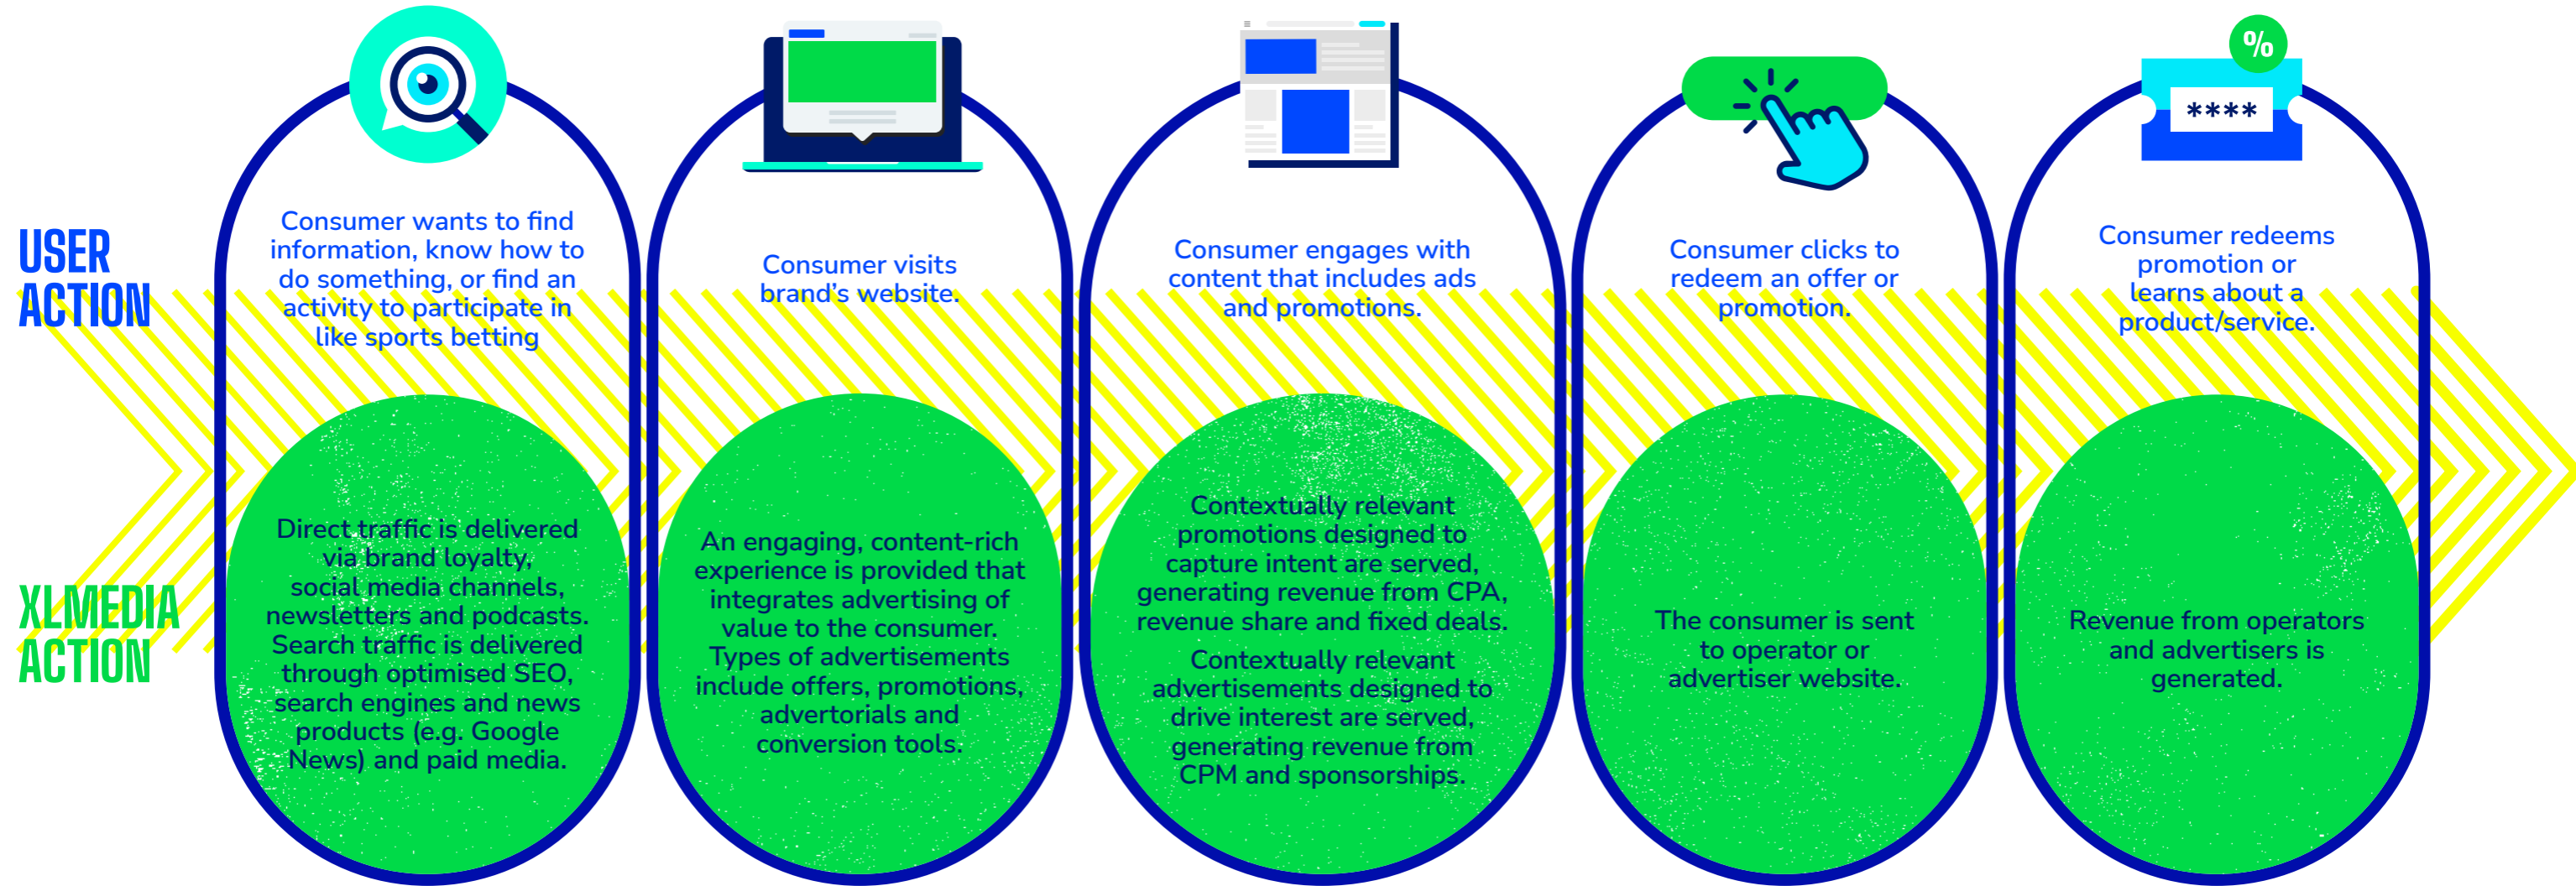 %
****
USER
ACTION
Consumer wants to find
information, know how to
do something, or find an
activity to participate in
like sports betting
Consumer visits
brand's website.
Consumer engages with
content that includes ads
and promotions.
Consumer clicks to
redeem an offer or
promotion.
Consumer redeems
promotion or
learns about a
product/service.
XLMEDIA
ACTION
Direct traffic is delivered
via brand loyalty,
social media channels,
newsletters and podcasts.
Search traffic is delivered
through optimised SEO,
search engines and news
products (e.g. Google
News) and paid media.
An engaging, content-rich
experience is provided that
integrates advertising of
value to the consumer.
Types of advertisements
include offers, promotions,
advertorials and
conversion tools.
Contextually relevant
promotions designed to
capture intent are served,
generating revenue from CPA,
revenue share and fixed deals.
Contextually relevant
advertisements designed to
drive interest are served,
generating revenue from
CPM and sponsorships.
The consumer is sent
to operator or
advertiser website.
Revenue from operators
and advertisers is
generated.